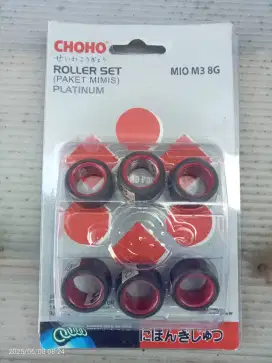 CHOHO
ROLLER SET
(PAKET MIMIS)
PLATINUM
MIO M3 8G
にほんきじゅつ
2025/06/09 08:24